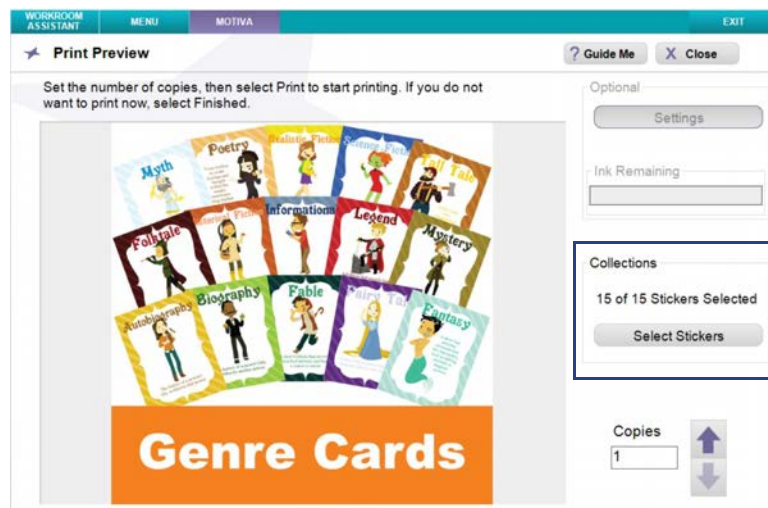 WORKROOM
ASSISTANT
MENU
MOTIVA
EXIT
Print Preview
? Guide Me
X Close
Set the number of copies, then select Print to start printing. If you do not
want to print now, select Finished.
Optional
Settings
Ink Remaining
Collections
15 of 15 Stickers Selected
Select Stickers
Copies
1
Myth
Poetry
Realistic Fiction
Science Fiction
Tall Tale
Folktale
Informational
Legend
Mystery
Autobiography
Biography
Fable
Fairy Tal
Fantasy
Genre Cards